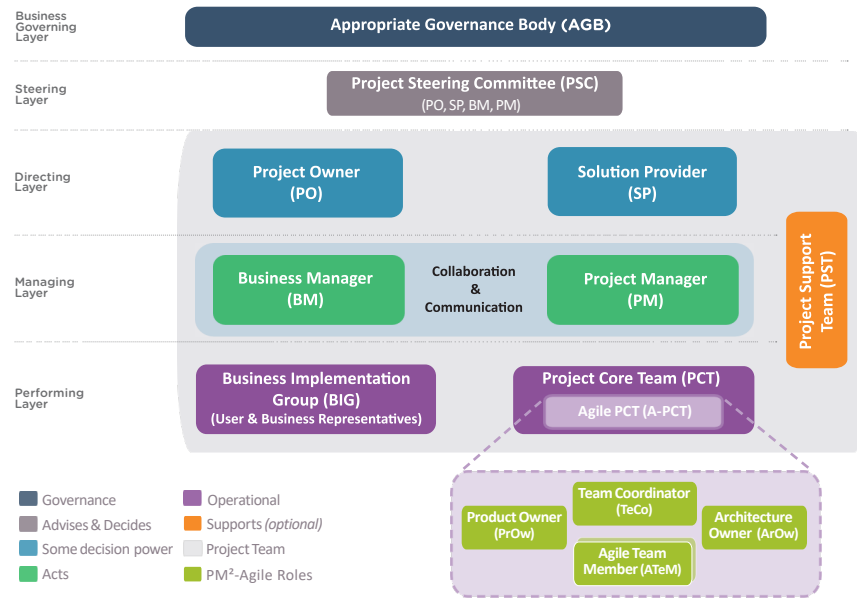 Business
Governing
Layer
Appropriate Governance Body (AGB)
Steering
Layer
Project Steering Committee (PSC)
(PO, SP, BM, PM)
Directing
Layer
Project Owner
(PO)
Solution Provider
(SP)
Managing
Layer
Business Manager
(BM)
Collaboration
&
Communication
Project Manager
(PM)
Project Support
Team (PST)
Performing
Layer
Business Implementation
Group (BIG)
(User & Business Representatives)
Project Core Team (PCT)
Agile PCT (A-PCT)
Governance
Advises & Decides
Some decision power
Acts
Operational
Supports (optional)
Project Team
PM²-Agile Roles
Product Owner
(PrOw)
Team Coordinator
(TeCo)
Architecture
Owner (ArOw)
Agile Team
Member (ATeM)